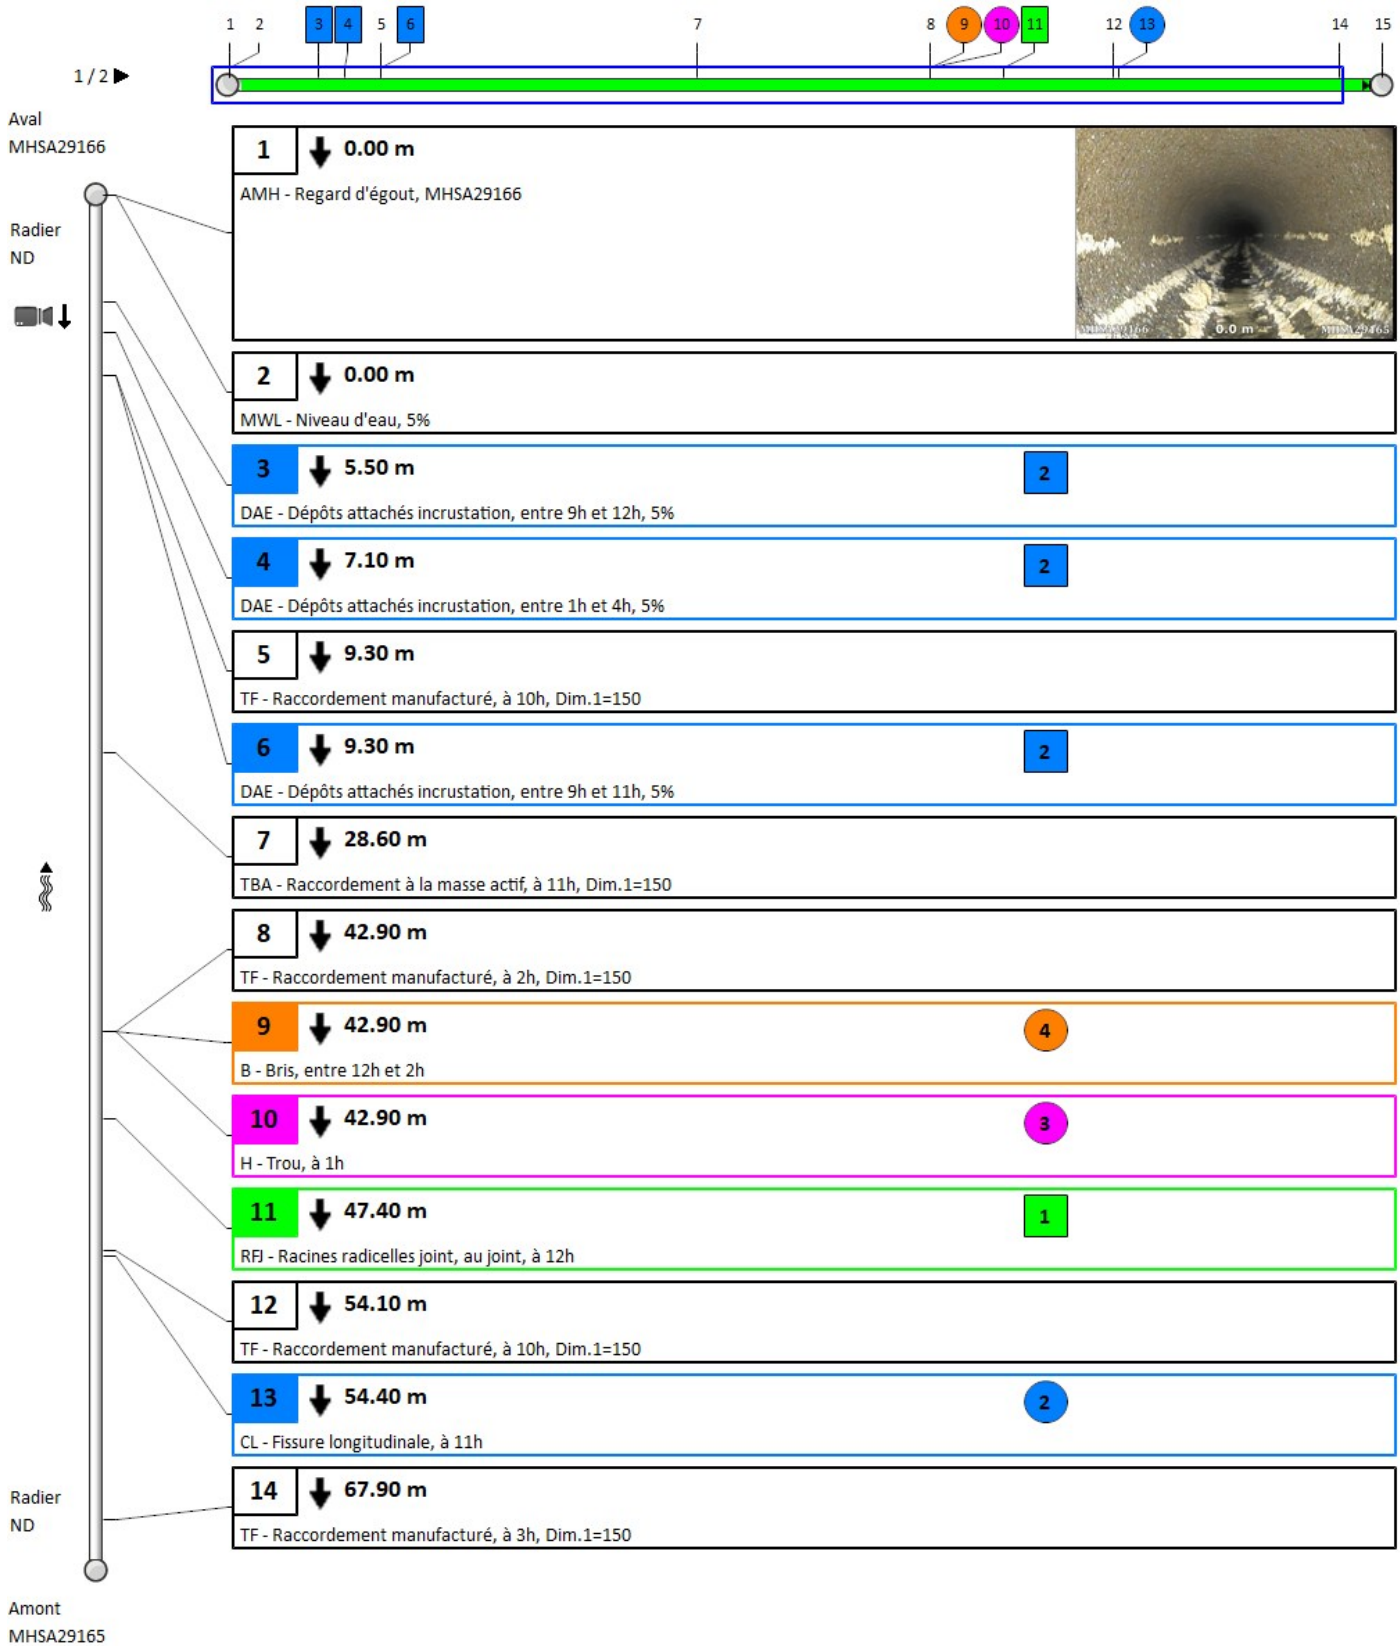 1 2 3 4 5 6 7 8 9 10 11 12 13 14 15
1 / 2
Aval
MHSA29166
Radier
ND
1 0.00 m
AMH - Regard d'égout, MHSA29166
MHSA29166 0.0 m MHSA29165
2 0.00 m
MWL - Niveau d'eau, 5%
3 5.50 m 2
DAE - Dépôts attachés incrustation, entre 9h et 12h, 5%
4 7.10 m 2
DAE - Dépôts attachés incrustation, entre 1h et 4h, 5%
5 9.30 m
TF - Raccordement manufacturé, à 10h, Dim.1=150
6 9.30 m 2
DAE - Dépôts attachés incrustation, entre 9h et 11h, 5%
7 28.60 m
TBA - Raccordement à la masse actif, à 11h, Dim.1=150
8 42.90 m
TF - Raccordement manufacturé, à 2h, Dim.1=150
9 42.90 m 4
B - Bris, entre 12h et 2h
10 42.90 m 3
H - Trou, à 1h
11 47.40 m 1
RFJ - Racines radicelles joint, au joint, à 12h
12 54.10 m
TF - Raccordement manufacturé, à 10h, Dim.1=150
13 54.40 m 2
CL - Fissure longitudinale, à 11h
14 67.90 m
TF - Raccordement manufacturé, à 3h, Dim.1=150
Radier
ND
Amont
MHSA29165